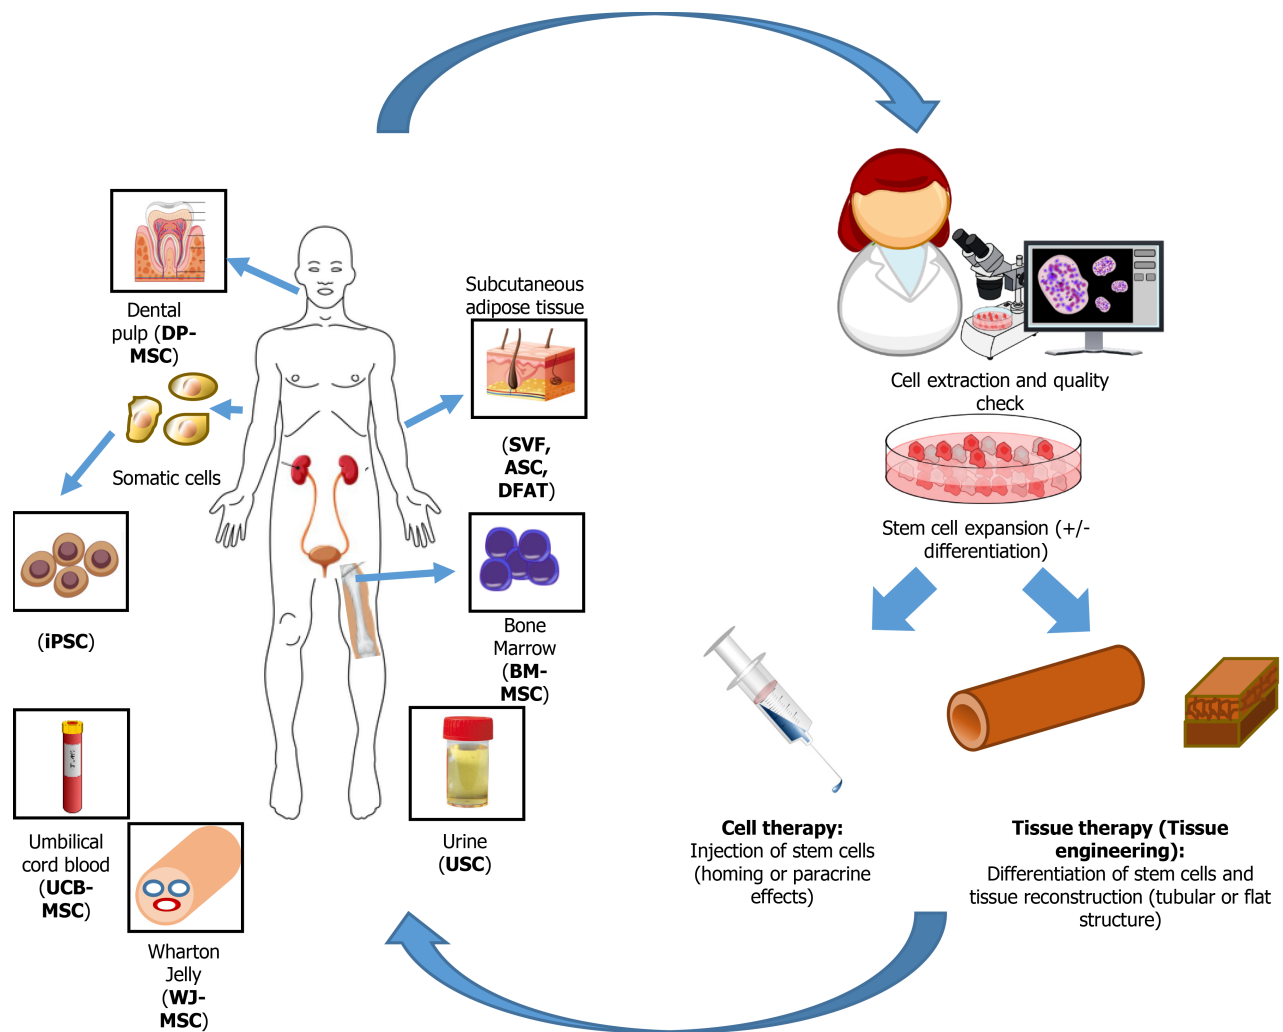 Dental
pulp (DP-
MSC)
Somatic cells
(iPSC)
Umbilical
cord blood
(UCB-
MSC)
Wharton
Jelly
(WJ-
MSC)
Subcutaneous
adipose tissue
(SVF,
ASC,
DFAT)
Bone
Marrow
(BM-
MSC)
Urine
(USC)
Cell extraction and quality
check
Stem cell expansion (+/-
differentiation)
Cell therapy:
Injection of stem cells
(homing or paracrine
effects)
Tissue therapy (Tissue
engineering):
Differentiation of stem cells and
tissue reconstruction (tubular or flat
structure)